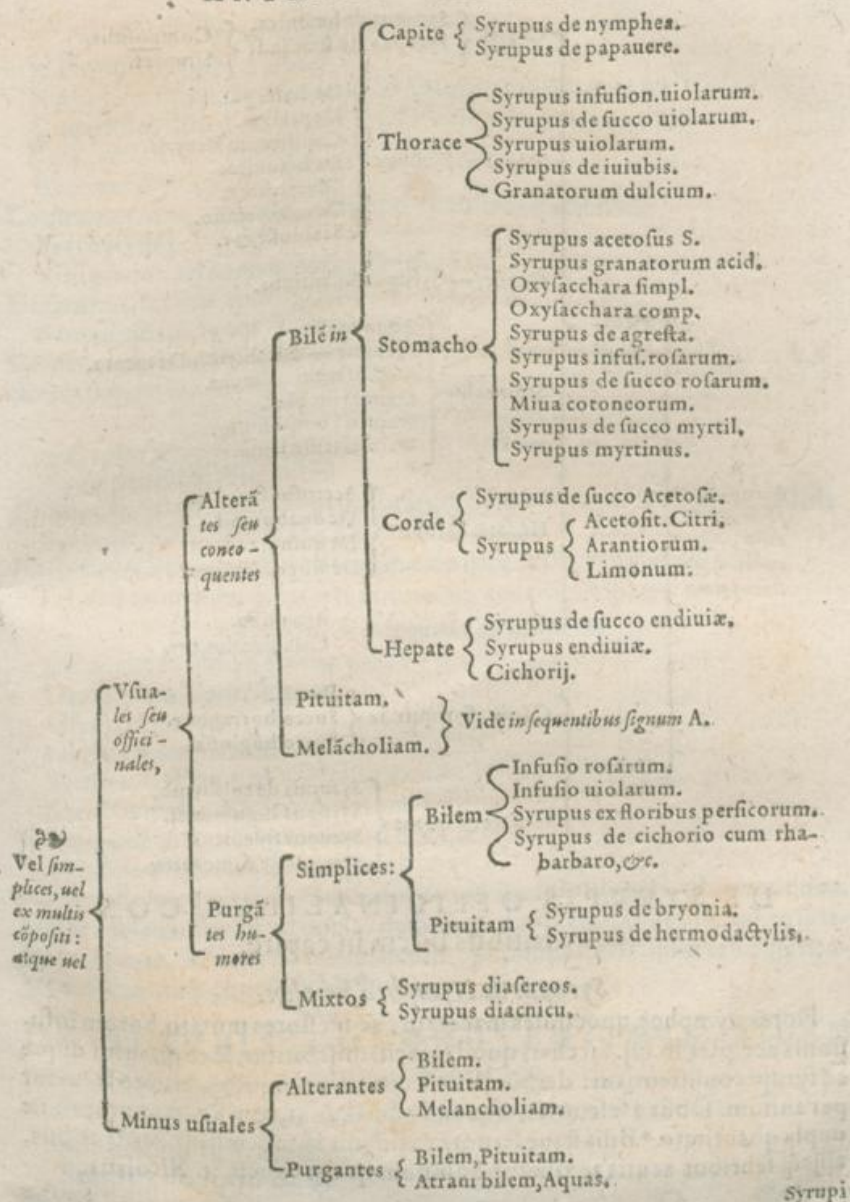 Capite { Syrupus de nymphea.
Syrupus de papauere.
Syrupus infusion. uiolarum.
Syrupus de succo uiolarum.
Thorace { Syrupus uiolarum.
Syrupus de iuiubis.
Granatorum dulcium.
Syrupus acetosus S.
Syrupus granatorum acid.
Oxysacchara simpl.
Oxysacchara comp.
Bilē in { Stomacho { Syrupus de agresta.
Syrupus infus. rosarum.
Syrupus de succo rosarum.
Miua cotoneorum.
Syrupus de succo myrtil.
Syrupus myrtinus.
Alterā
tes seu
conco-
quentes
Corde { Syrupus de succo Acetosæ.
Syrupus { Acetosit. Citri.
Arantiorum.
Limonum.
Hepate { Syrupus de succo endiuiæ.
Syrupus endiuiæ.
Cichorij.
Pituitam.
Melācholiam. } Vide in sequentibus signum A.
Vsua-
les seu
offici-
nales,
Bilem { Infusio rosarum.
Infusio uiolarum.
Syrupus ex floribus persicorum.
Syrupus de cichorio cum rha-
barbaro, &c.
Simplices:
Vel sim-
plices, uel
ex multis
cōpositi:
atque uel
Purgā
tes hu-
mores
Pituitam { Syrupus de bryonia.
Syrupus de hermodactylis.
Mixtos { Syrupus diasereos.
Syrupus diacnicu.
Minus usuales { Alterantes { Bilem.
Pituitam.
Melancholiam.
Purgantes { Bilem, Pituitam.
Atram bilem, Aquas.
Syrupi